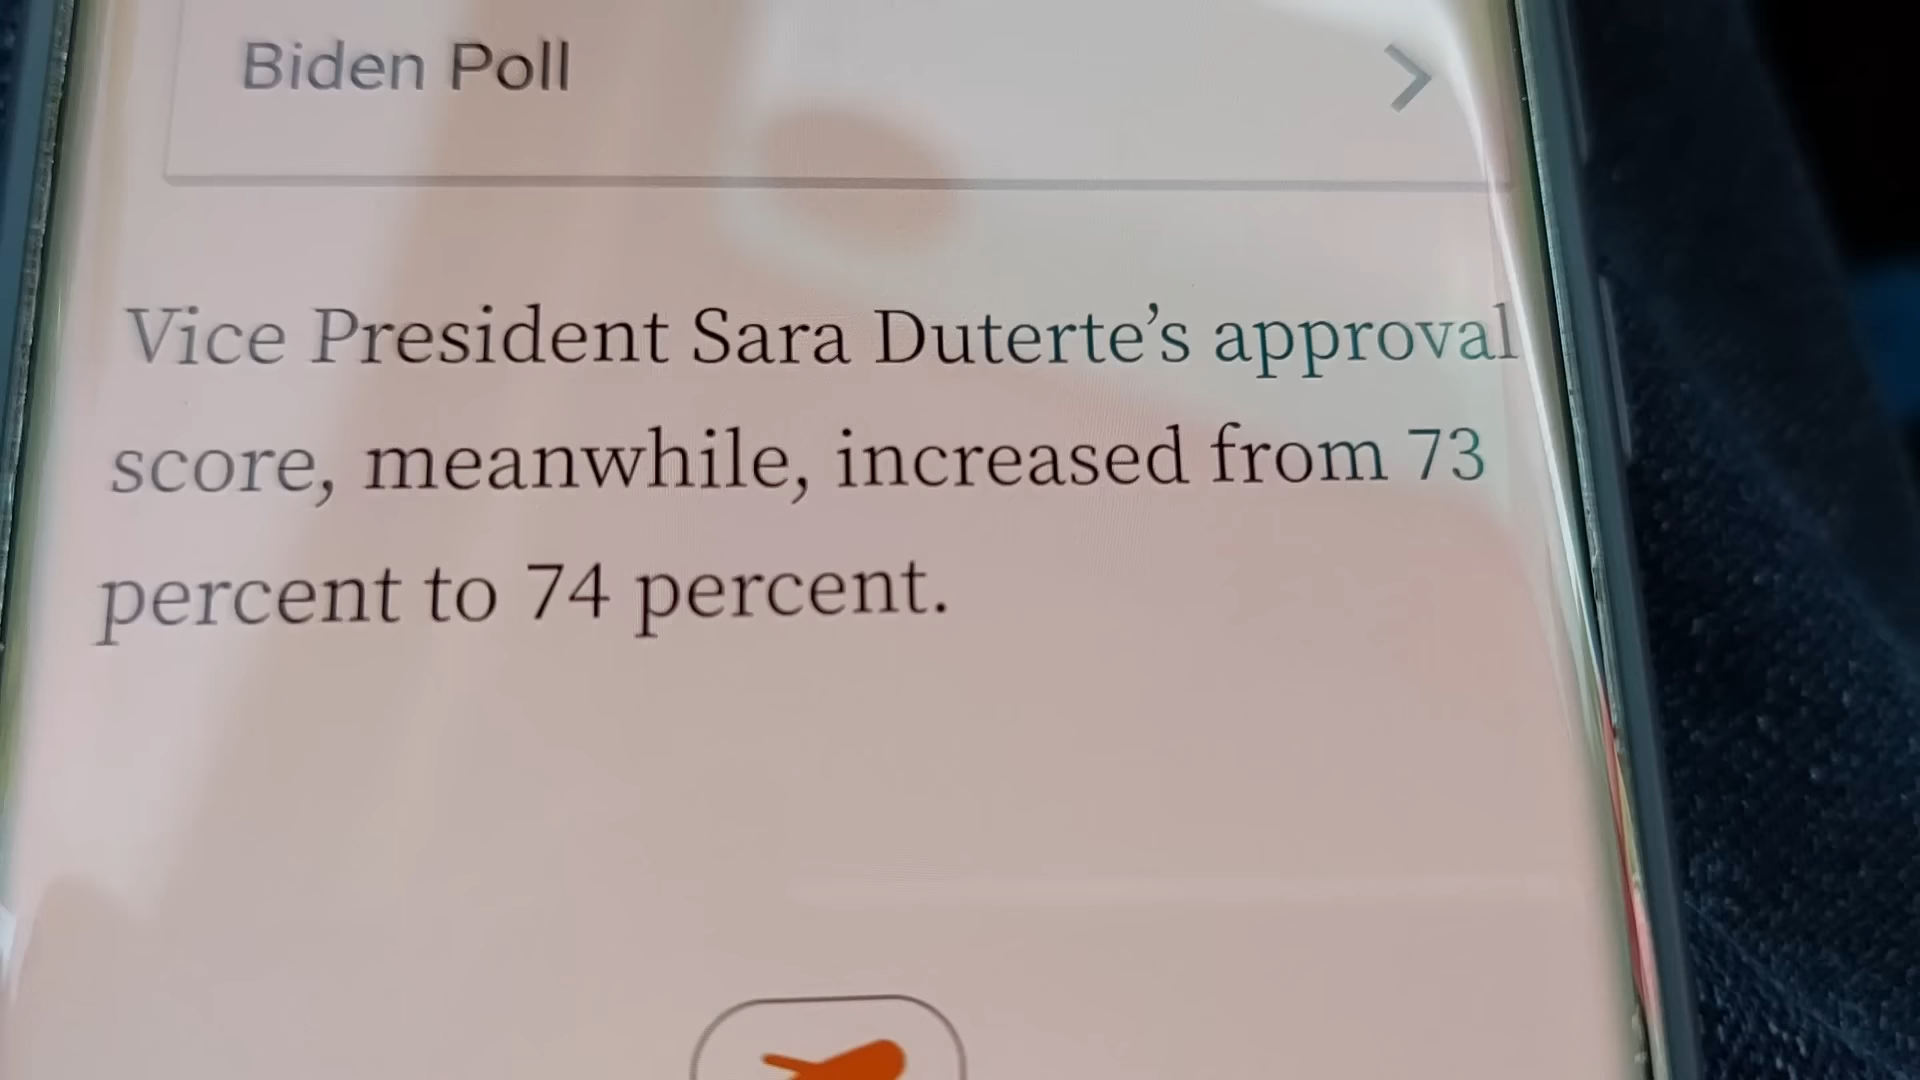 Biden Poll
Vice President Sara Duterte’s approval
score, meanwhile, increased from 73
percent to 74 percent.